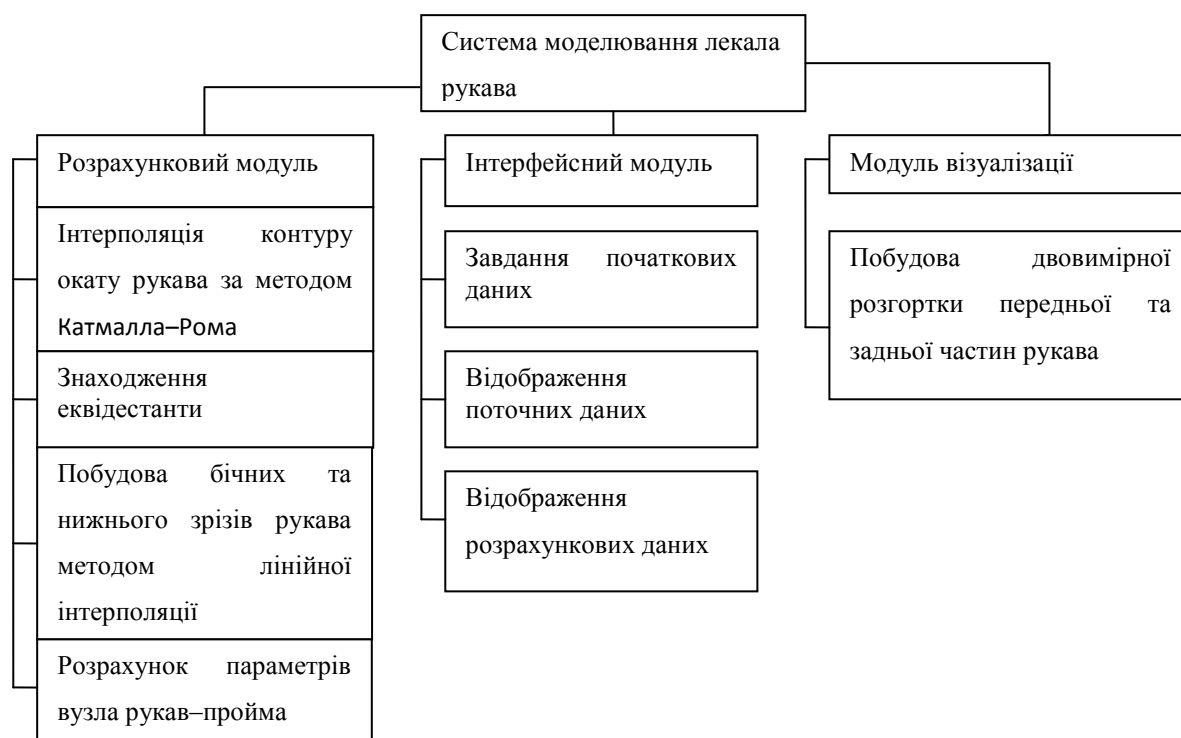 Система моделювання лекала
рукава
Розрахунковий модуль
Інтерполяція контуру
окату рукава за методом
Катмалла–Рома
Знаходження
еквідестанти
Побудова бічних та
нижнього зрізів рукава
методом лінійної
інтерполяції
Розрахунок параметрів
вузла рукав–пройма
Інтерфейсний модуль
Завдання початкових
даних
Відображення
поточних даних
Відображення
розрахункових даних
Модуль візуалізації
Побудова двовимірної
розгортки передньої та
задньої частин рукава